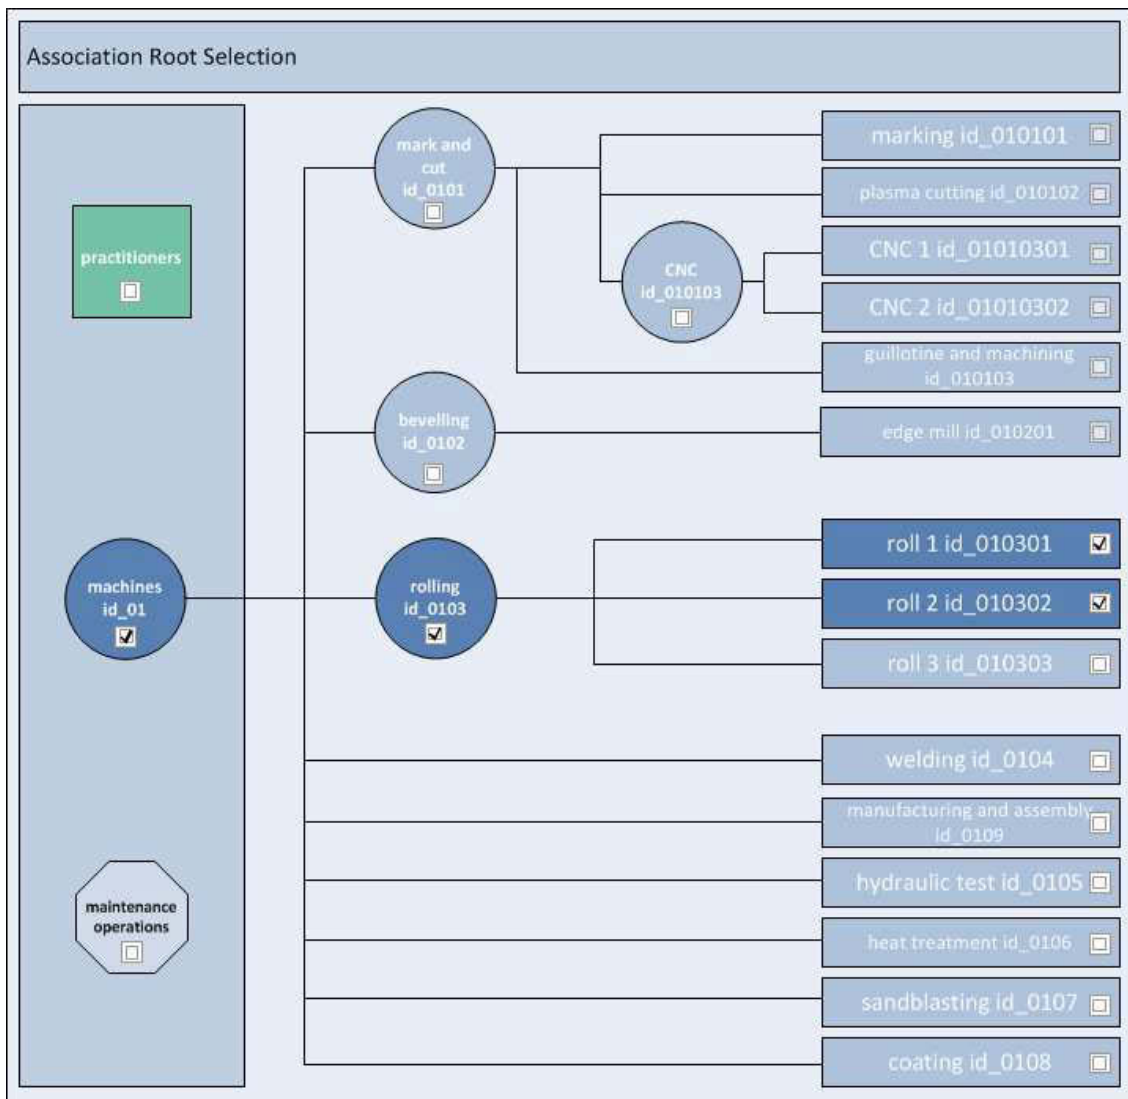 Association Root Selection
mark and
cut
id_0101
marking id_010101
plasma cutting id_010102
practitioners
CNC
id_010103
CNC 1 id_01010301
CNC 2 id_01010302
guillotine and machining
id_010103
bevelling
id_0102
edge mill id_010201
machines
id_01
rolling
id_0103
roll 1 id_010301
roll 2 id_010302
roll 3 id_010303
welding id_0104
manufacturing and assembly
id_0109
maintenance
operations
hydraulic test id_0105
heat treatment id_0106
sandblasting id_0107
coating id_0108